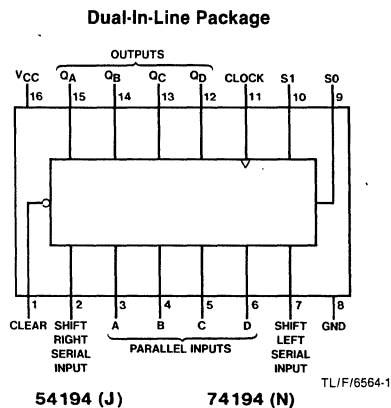 Dual-In-Line Package
OUTPUTS
VCC QA QB QC QD CLOCK S1 S0
16 15 14 13 12 11 10 9
1 2 3 4 5 6 7 8
CLEAR SHIFT RIGHT SERIAL INPUT A B C D SHIFT LEFT SERIAL INPUT GND
PARALLEL INPUTS
TL/F/6564-1
54194 (J) 74194 (N)